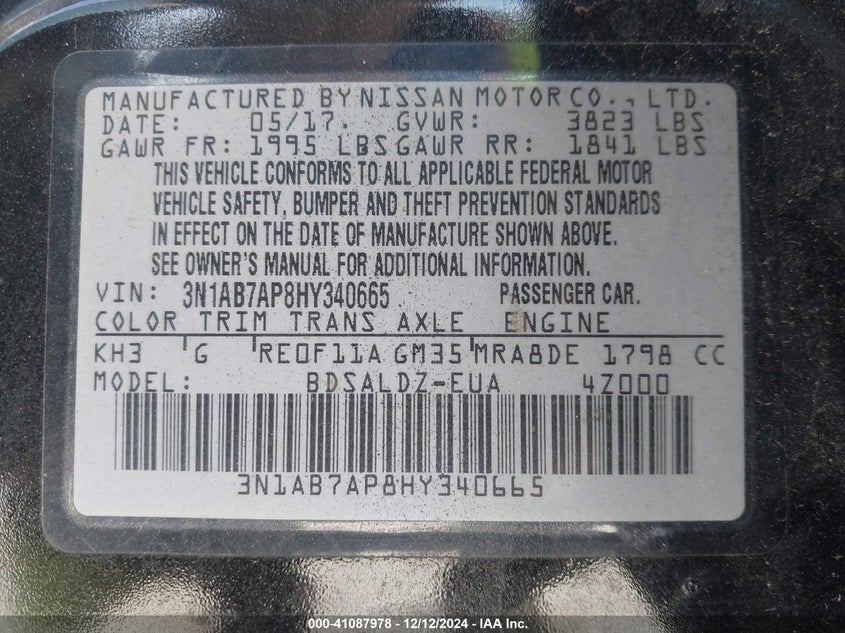 MANUFACTURED BY NISSAN MOTOR CO., LTD.
DATE: 05/17. GVWR: 3823 LBS
GAWR FR: 1995 LBS GAWR RR: 1841 LBS
THIS VEHICLE CONFORMS TO ALL APPLICABLE FEDERAL MOTOR
VEHICLE SAFETY, BUMPER AND THEFT PREVENTION STANDARDS
IN EFFECT ON THE DATE OF MANUFACTURE SHOWN ABOVE.
SEE OWNER'S MANUAL FOR ADDITIONAL INFORMATION.
VIN: 3N1AB7AP8HY340665 PASSENGER CAR.
COLOR TRIM TRANS AXLE ENGINE
KH3 G RE0F11A GM35 MRA8DE 1798 CC
MODEL: BDSALDZ-EUA 4Z000
3N1AB7AP8HY340665
000-41087978 - 12/12/2024 - IAA Inc.